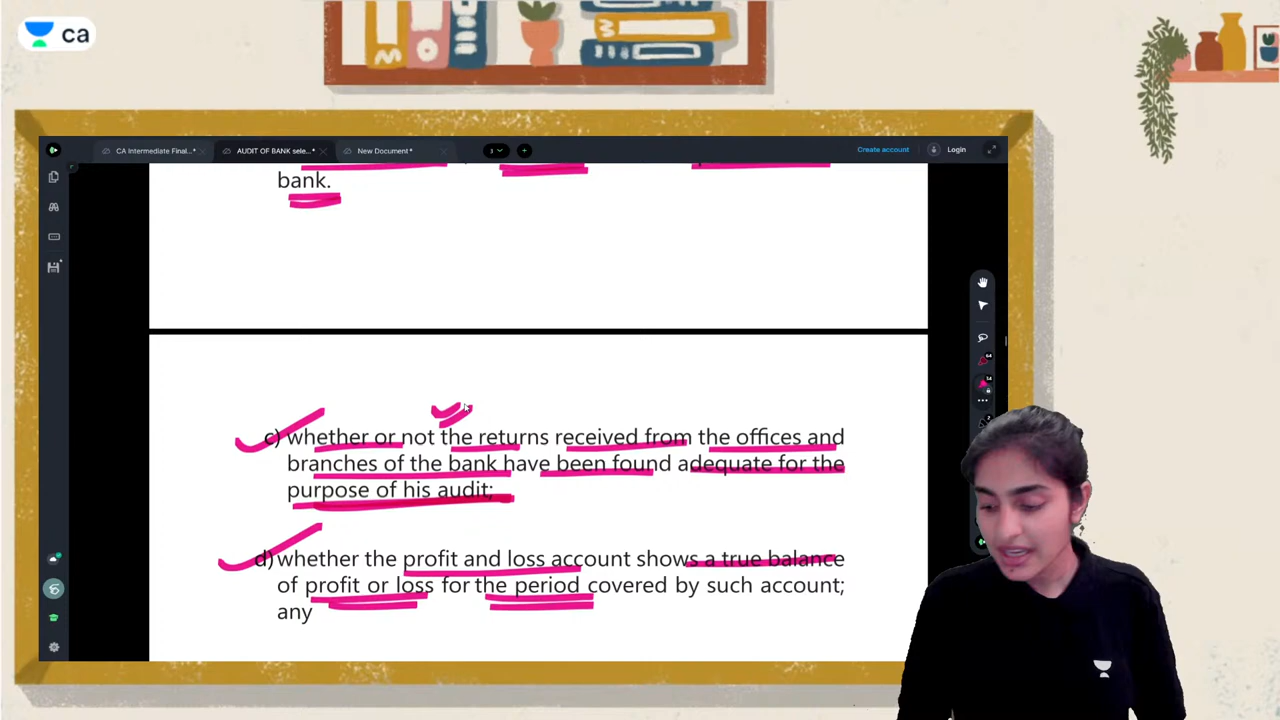 ca
CA Intermediate Final...* AUDIT OF BANK sele...* New Document* Create account Login
bank.
c) whether or not the returns received from the offices and
branches of the bank have been found adequate for the
purpose of his audit;
d) whether the profit and loss account shows a true balance
of profit or loss for the period covered by such account;
any